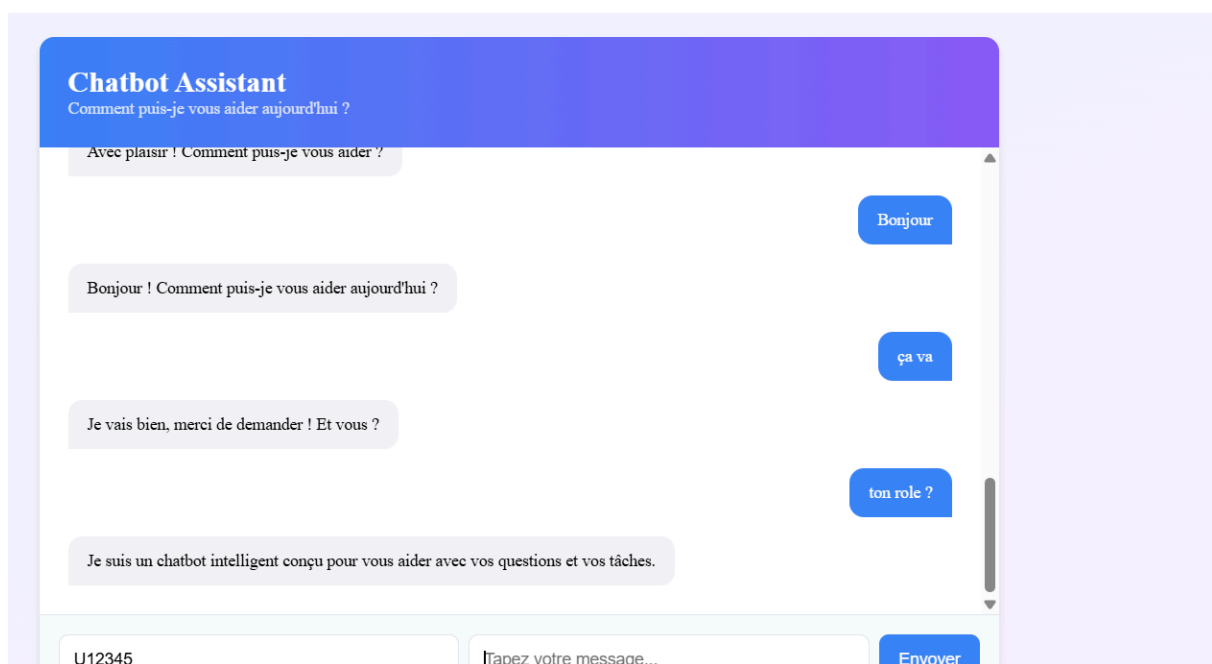 Chatbot Assistant
Comment puis-je vous aider aujourd'hui ?
Avec plaisir ! Comment puis-je vous aider ?
Bonjour
Bonjour ! Comment puis-je vous aider aujourd'hui ?
ça va
Je vais bien, merci de demander ! Et vous ?
ton role ?
Je suis un chatbot intelligent conçu pour vous aider avec vos questions et vos tâches.
U12345
Tapez votre message...
Envoyer